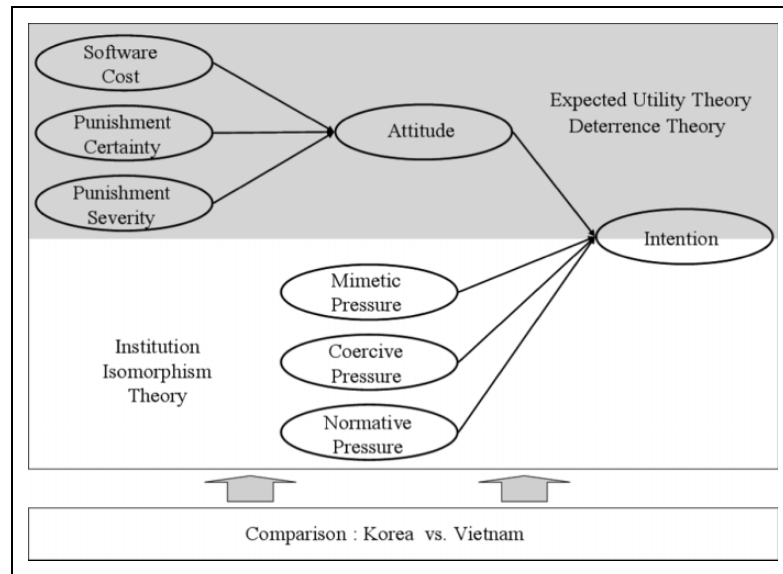 Software
Cost
Punishment
Certainty
Punishment
Severity
Attitude
Expected Utility Theory
Deterrence Theory
Intention
Mimetic
Pressure
Coercive
Pressure
Normative
Pressure
Institution
Isomorphism
Theory
Comparison : Korea vs. Vietnam